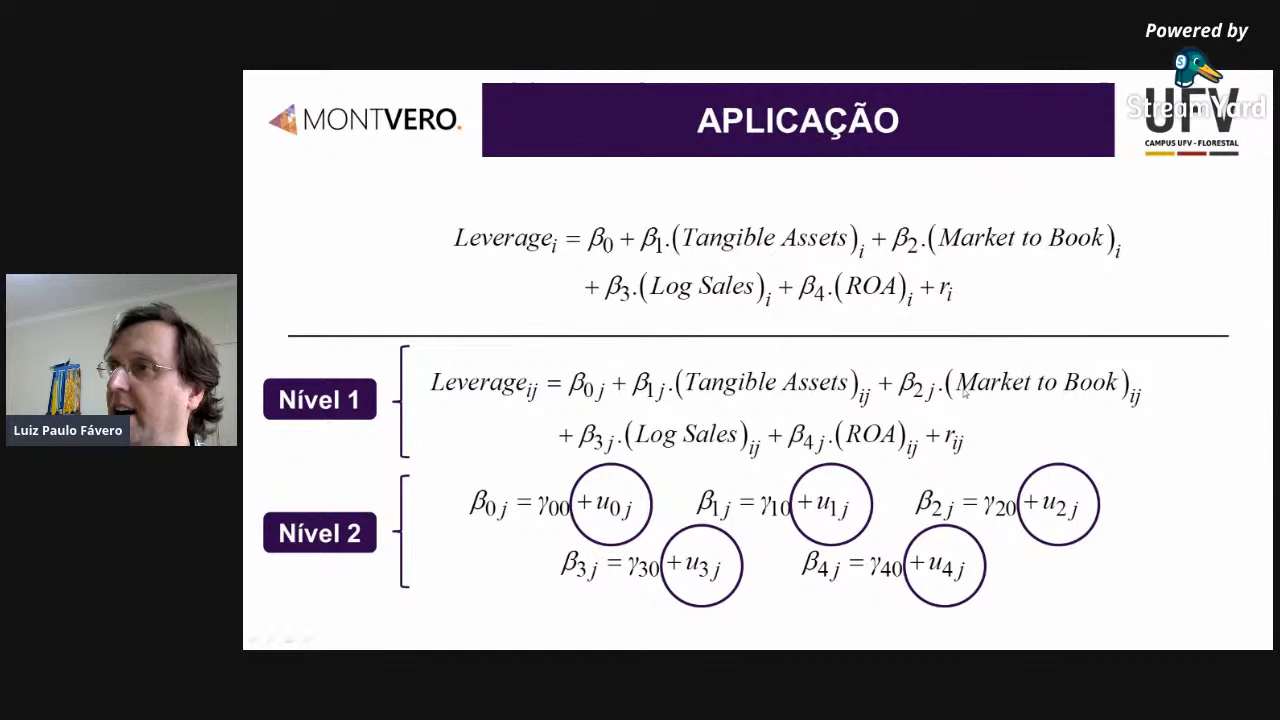 Powered by
StreamYard
MONTVERO.
APLICAÇÃO
UFV
CAMPUS UFV - FLORESTAL
Leverage_i = β_0 + β_1.(Tangible Assets)_i + β_2.(Market to Book)_i
+ β_3.(Log Sales)_i + β_4.(ROA)_i + r_i
Nível 1
Leverage_ij = β_0j + β_1j.(Tangible Assets)_ij + β_2j.(Market to Book)_ij
+ β_3j.(Log Sales)_ij + β_4j.(ROA)_ij + r_ij
Luiz Paulo Fávero
Nível 2
β_0j = γ_00 + u_0j β_1j = γ_10 + u_1j β_2j = γ_20 + u_2j
β_3j = γ_30 + u_3j β_4j = γ_40 + u_4j